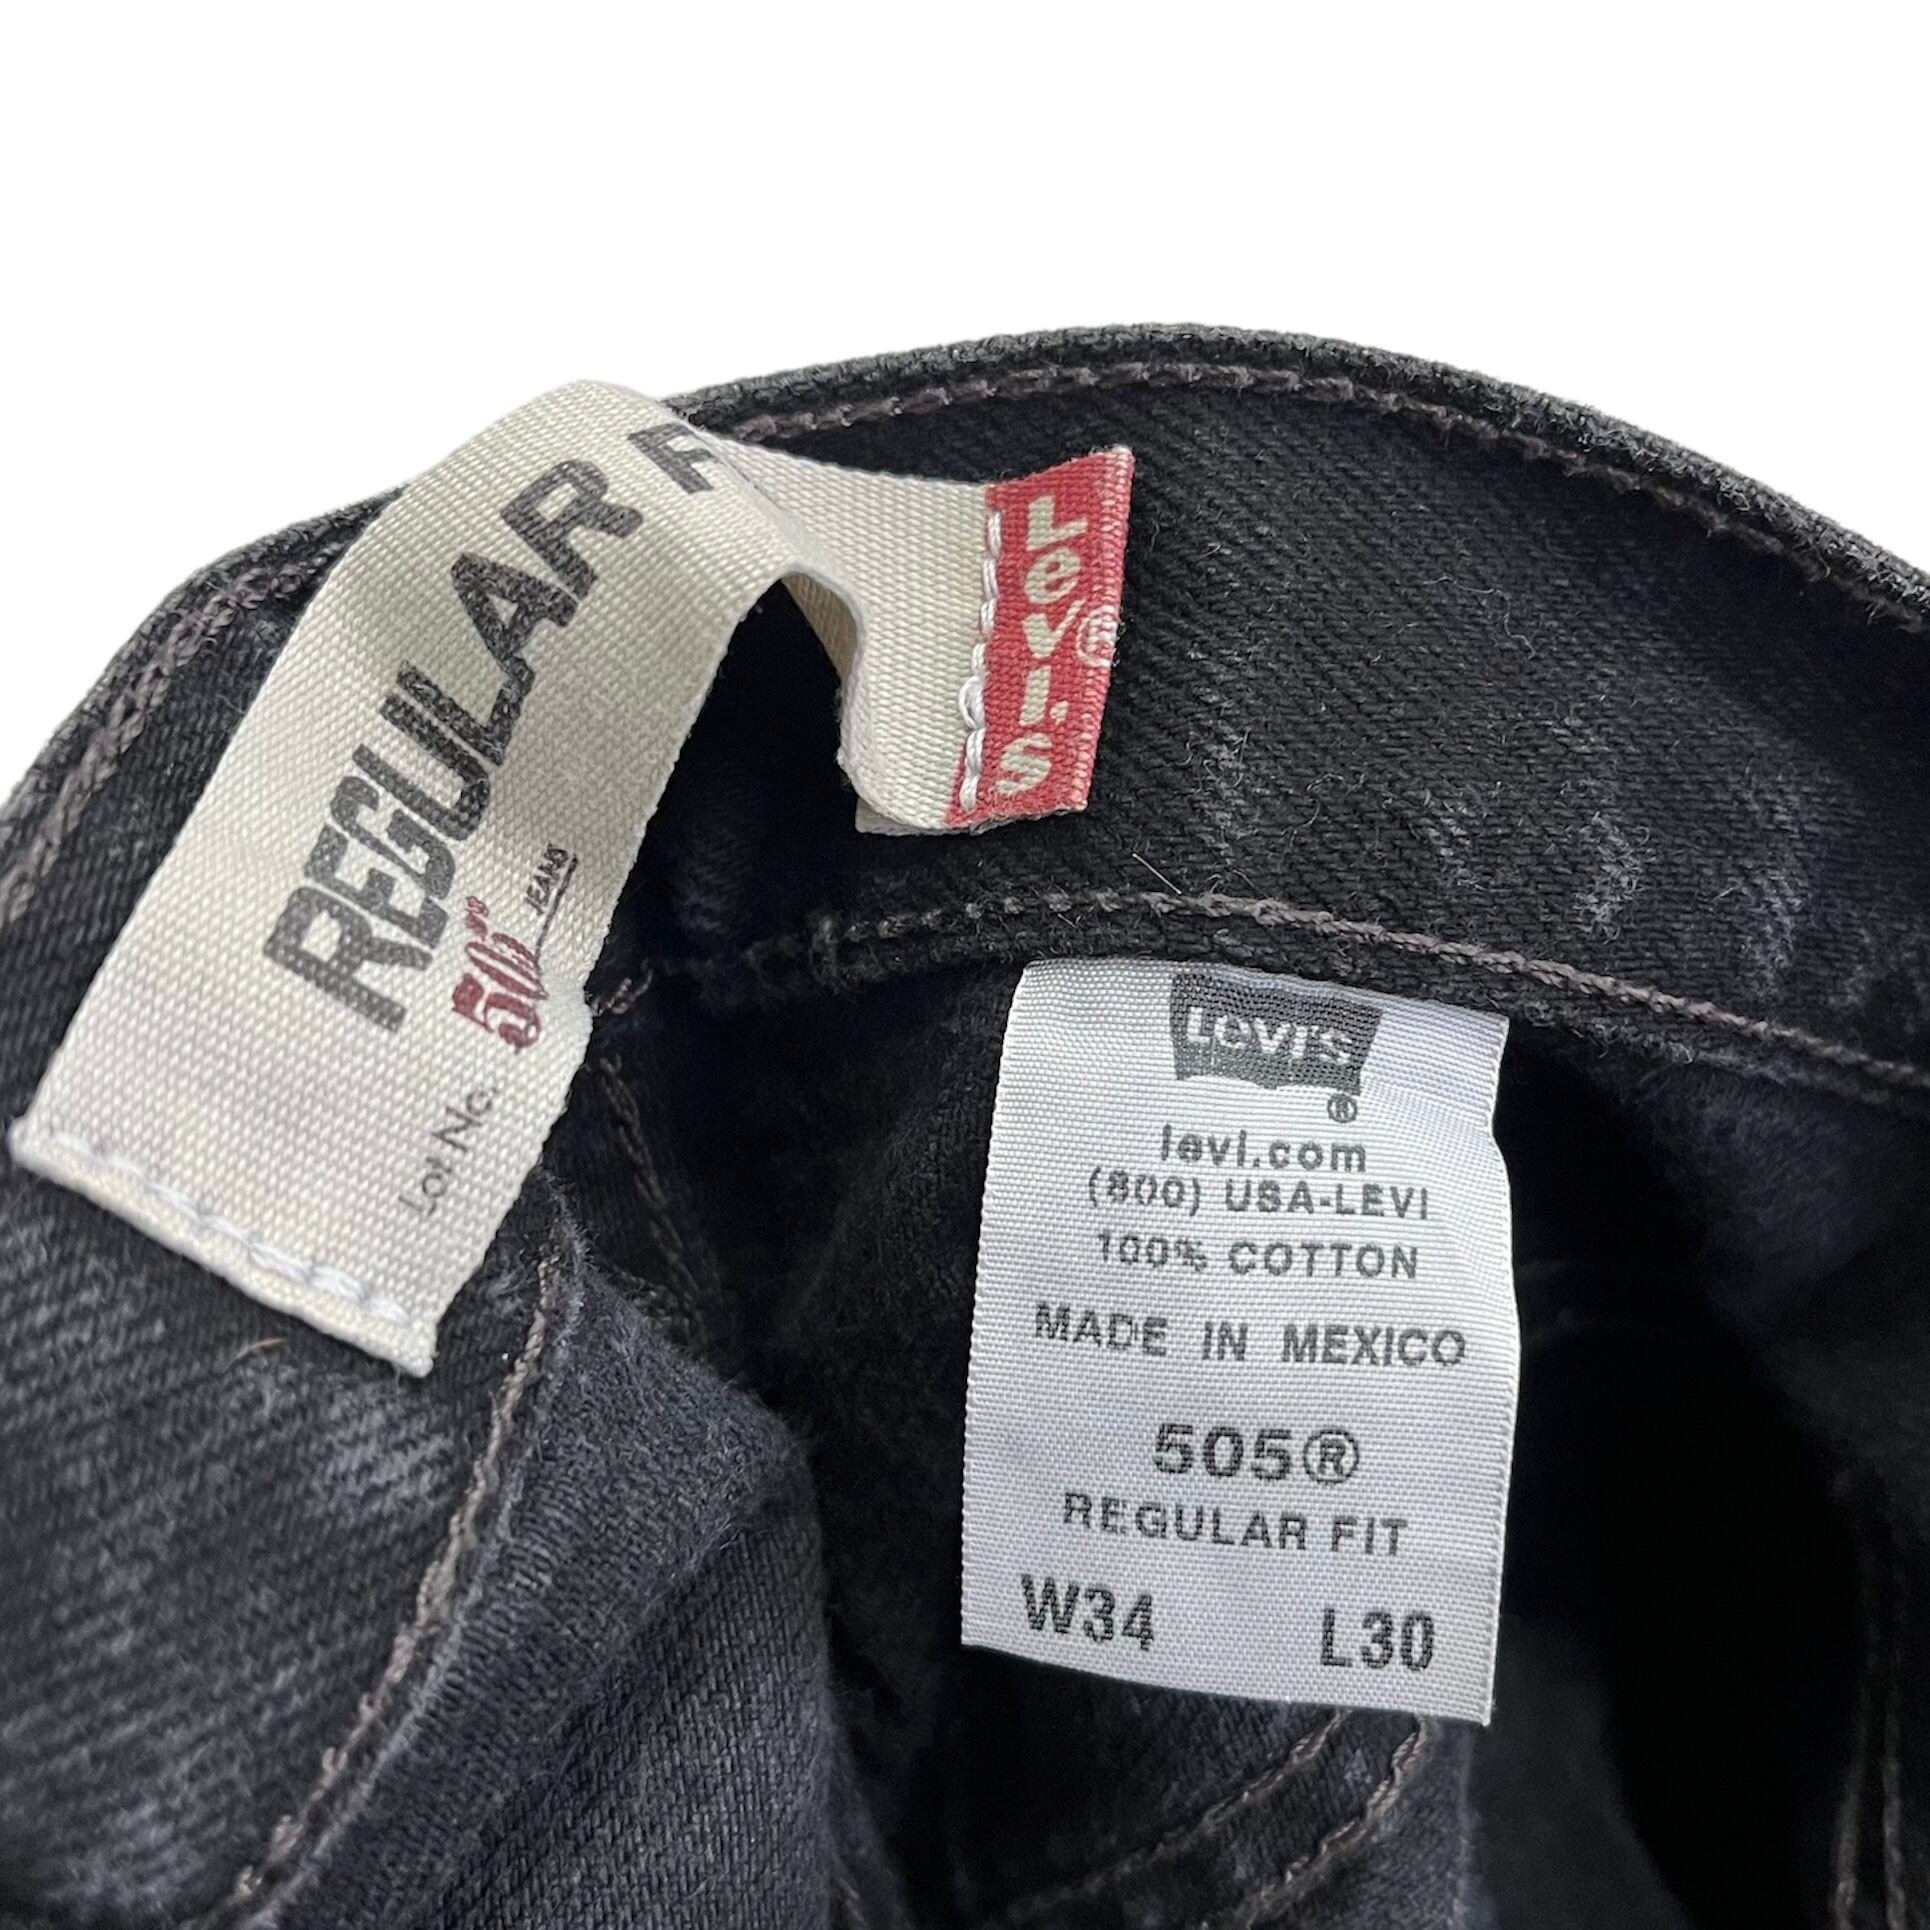 REGULAR F
505™
JEANS
Lot No.
Levi's®
Levi's
®
levi.com
(800) USA-LEVI
100% COTTON
MADE IN MEXICO
505®
REGULAR FIT
W34 L30